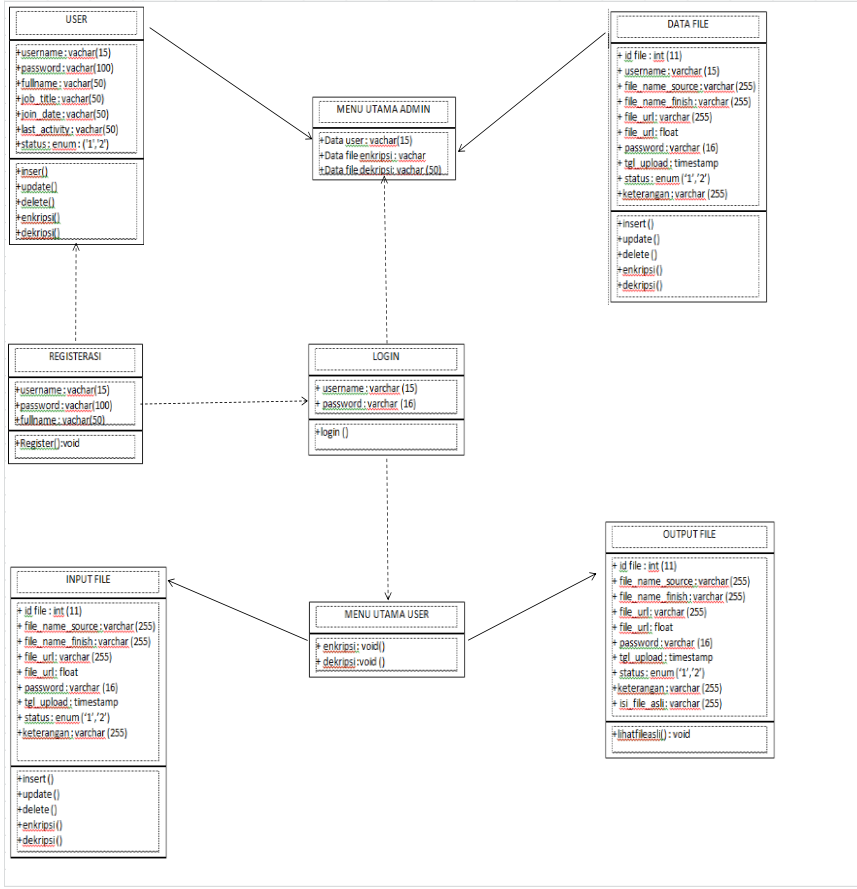 USER
+username: vachar(15)
+password: vachar(100)
+fullname: vachar(50)
+job_title: vachar(50)
+join_date: vachar(50)
+last_activity: vachar(50)
+status: enum : ('1','2')
+inser()
+update()
+delete()
+enkripsi()
+dekripsi()
MENU UTAMA ADMIN
+Data user: vachar(15)
+Data file enkripsi : vachar
+Data file dekripsi: vachar (50)
DATA FILE
+ id file : int (11)
+ username : varchar (15)
+ file_name_source : varchar (255)
+ file_name_finish : varchar (255)
+ file_url: varchar (255)
+ file_url: float
+ password : varchar (16)
+ tgl_upload : timestamp
+ status : enum ('1','2')
+keterangan : varchar (255)
+insert ()
+update ()
+delete ()
+enkripsi ()
+dekripsi ()
REGISTERASI
+username : vachar(15)
+password : vachar(100)
+fullname : vachar(50)
+Register():void
LOGIN
+ username : varchar (15)
+ password : varchar (16)
+login ()
INPUT FILE
+ id file : int (11)
+ file_name_source : varchar (255)
+ file_name_finish : varchar (255)
+ file_url: varchar (255)
+ file_url: float
+ password : varchar (16)
+ tgl_upload : timestamp
+ status : enum ('1','2')
+keterangan : varchar (255)
+insert ()
+update ()
+delete ()
+enkripsi ()
+dekripsi ()
MENU UTAMA USER
+ enkripsi : void()
+ dekripsi :void ()
OUTPUT FILE
+ id file : int (11)
+ file_name_source : varchar (255)
+ file_name_finish : varchar (255)
+ file_url: varchar (255)
+ file_url: float
+ password : varchar (16)
+ tgl_upload : timestamp
+ status : enum ('1','2')
+keterangan : varchar (255)
+ isi_file_asli : varchar (255)
+lihatfileasli() : void